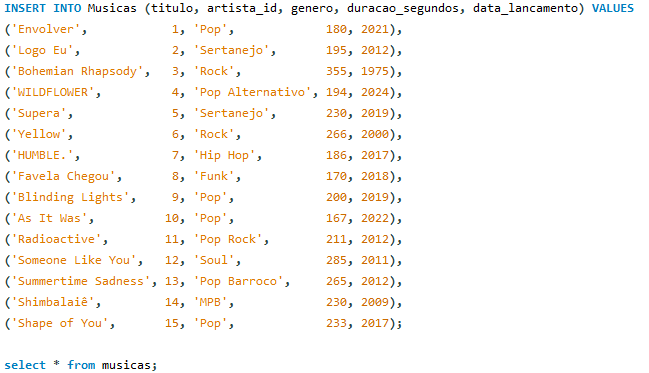 INSERT INTO Musicas (titulo, artista_id, genero, duracao_segundos, data_lancamento) VALUES
('Envolver', 1, 'Pop', 180, 2021),
('Logo Eu', 2, 'Sertanejo', 195, 2012),
('Bohemian Rhapsody', 3, 'Rock', 355, 1975),
('WILDFLOWER', 4, 'Pop Alternativo', 194, 2024),
('Supera', 5, 'Sertanejo', 230, 2019),
('Yellow', 6, 'Rock', 266, 2000),
('HUMBLE.', 7, 'Hip Hop', 186, 2017),
('Favela Chegou', 8, 'Funk', 170, 2018),
('Blinding Lights', 9, 'Pop', 200, 2019),
('As It Was', 10, 'Pop', 167, 2022),
('Radioactive', 11, 'Pop Rock', 211, 2012),
('Someone Like You', 12, 'Soul', 285, 2011),
('Summertime Sadness', 13, 'Pop Barroco', 265, 2012),
('Shimbalaiê', 14, 'MPB', 230, 2009),
('Shape of You', 15, 'Pop', 233, 2017);
select * from musicas;